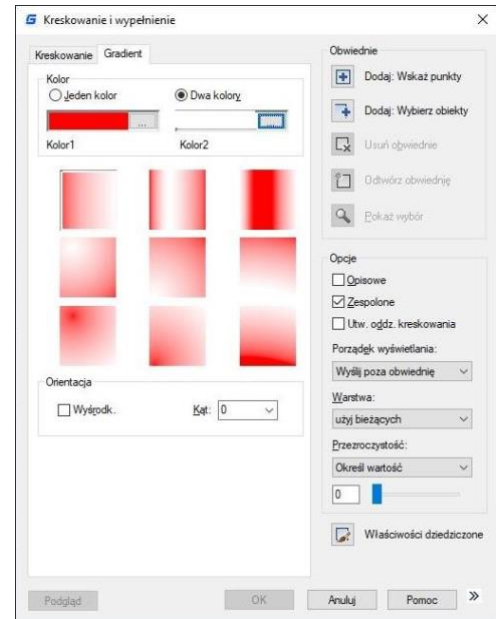 Kreskowanie i wypełnienie
Kreskowanie
Gradient
Kolor
Jeden kolor
Dwa kolory
...
...
Kolor1
Kolor2
Orientacja
Wyśrodk.
Kąt:
0
Obwiednie
Dodaj: Wskaż punkty
Dodaj: Wybierz obiekty
Usuń obwiednie
Odtwórz obwiednię
Pokaż wybór
Opcje
Opisowe
Zespolone
Utw. oddz. kreskowania
Porządek wyświetlania:
Wyślij poza obwiednię
Warstwa:
użyj bieżących
Przezroczystość:
Określ wartość
0
Właściwości dziedziczone
Podgląd
OK
Anuluj
Pomoc